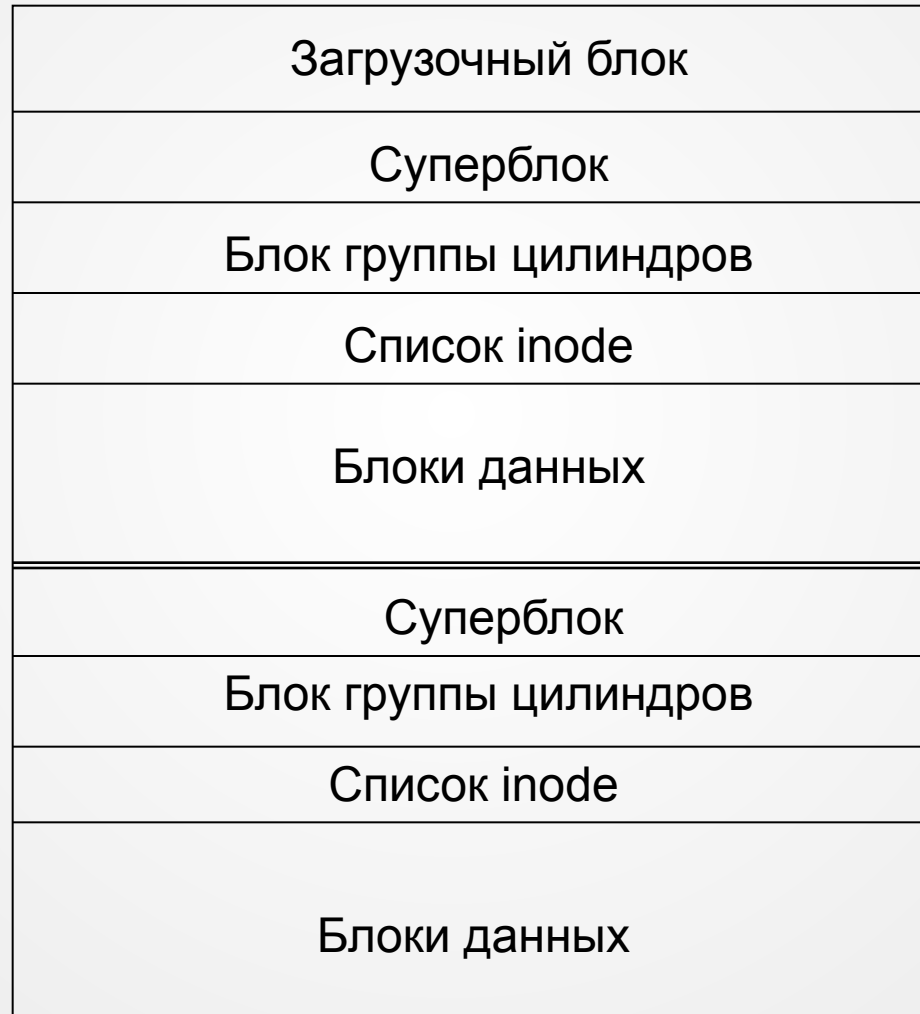 Загрузочный блок
Суперблок
Блок группы цилиндров
Список inode
Блоки данных
Суперблок
Блок группы цилиндров
Список inode
Блоки данных